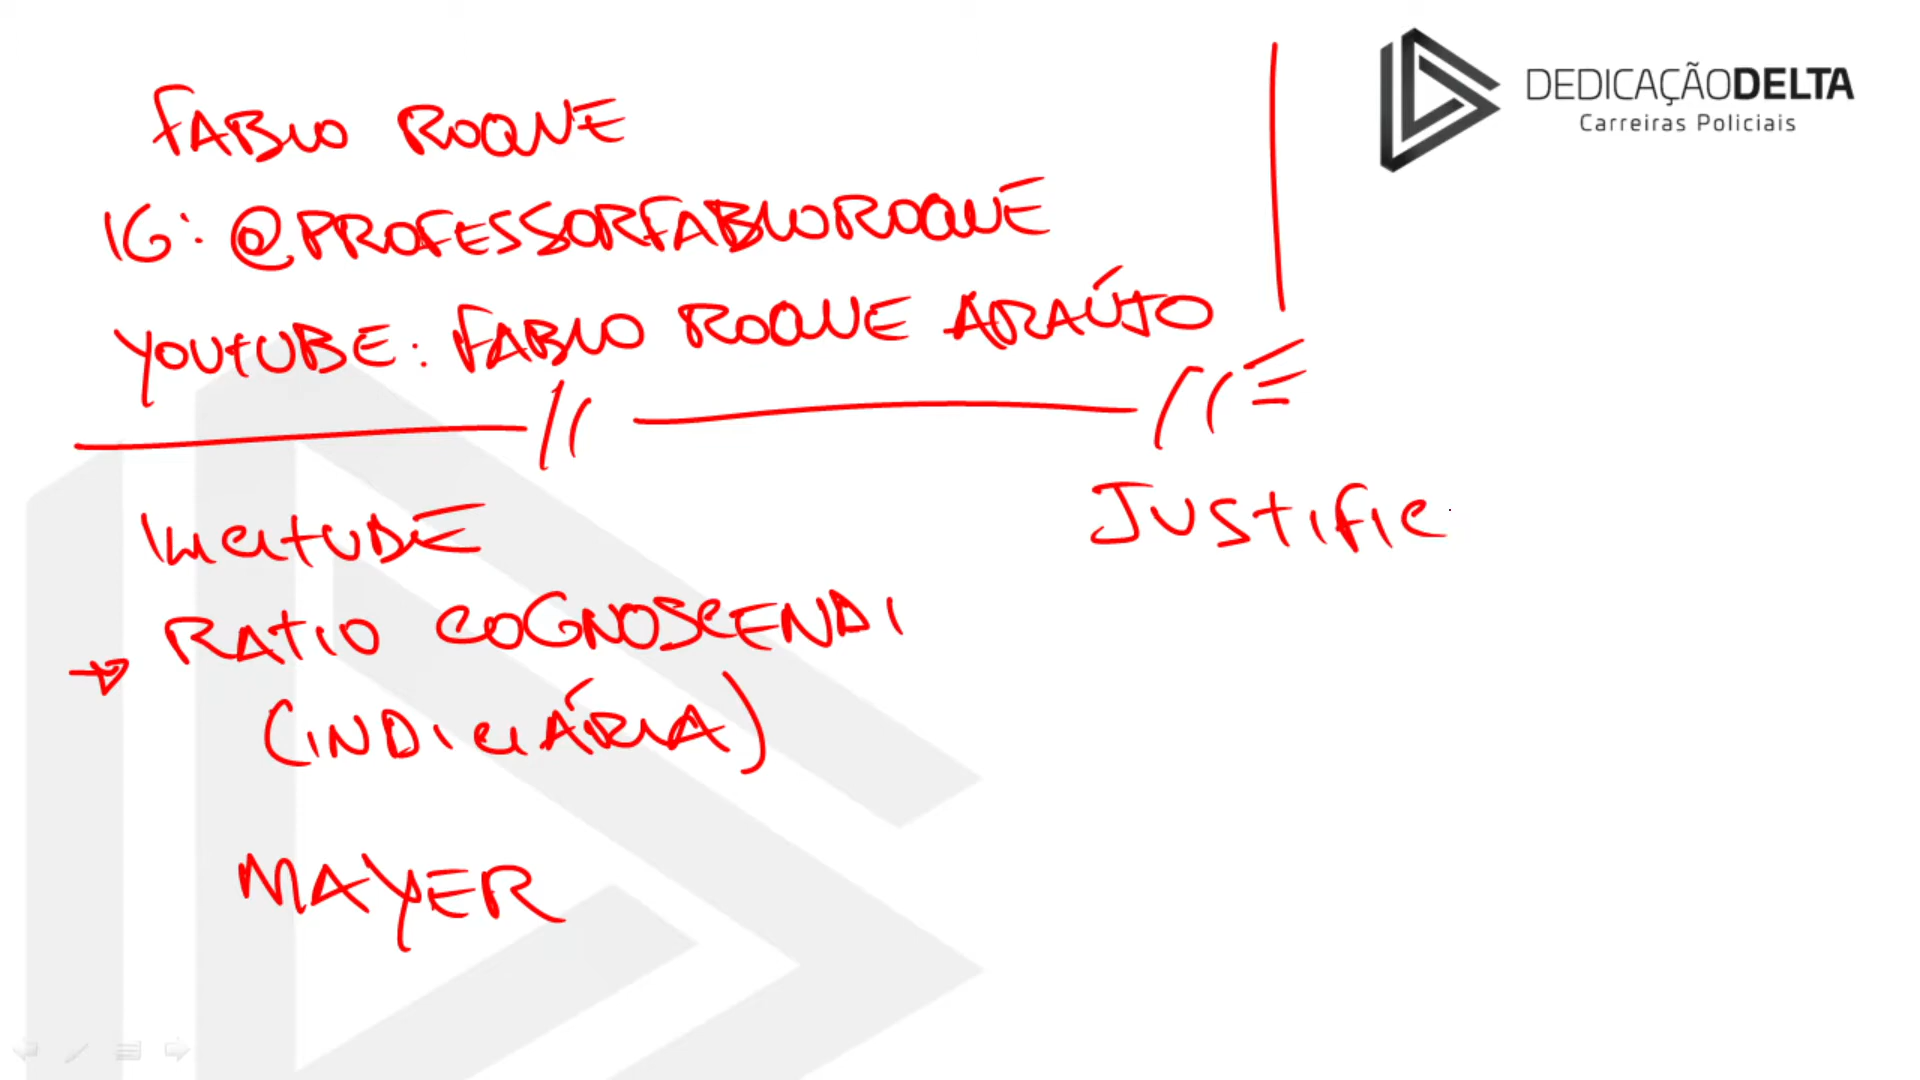 FABIO ROQUE
IG: @PROFESSORFABIOROQUE
YOUTUBE: FABIO ROQUE ARAÚJO
ILICITUDE
RATIO COGNOSCENDI
(INDICIÁRIA)
MAYER
JUSTIFIC
DEDICAÇÃODELTA
Carreiras Policiais